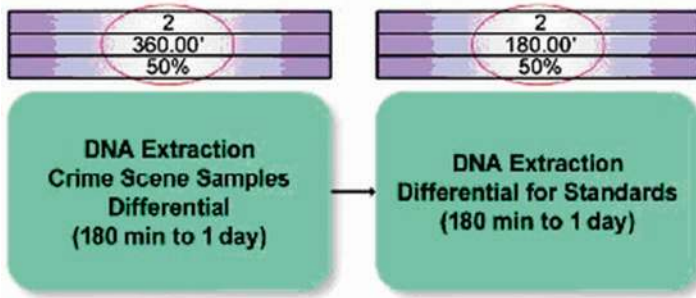 2
360.00'
50%
DNA Extraction
Crime Scene Samples
Differential
(180 min to 1 day)
2
180.00'
50%
DNA Extraction
Differential for Standards
(180 min to 1 day)